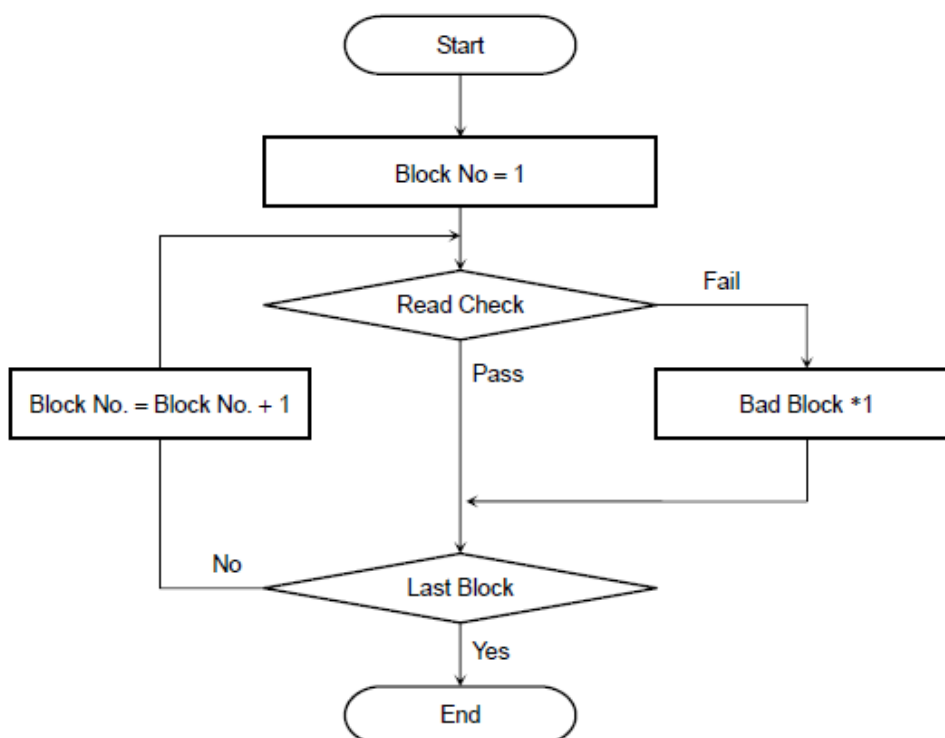 Start
Block No = 1
Read Check
Fail
Pass
Block No. = Block No. + 1
Bad Block *1
No
Last Block
Yes
End